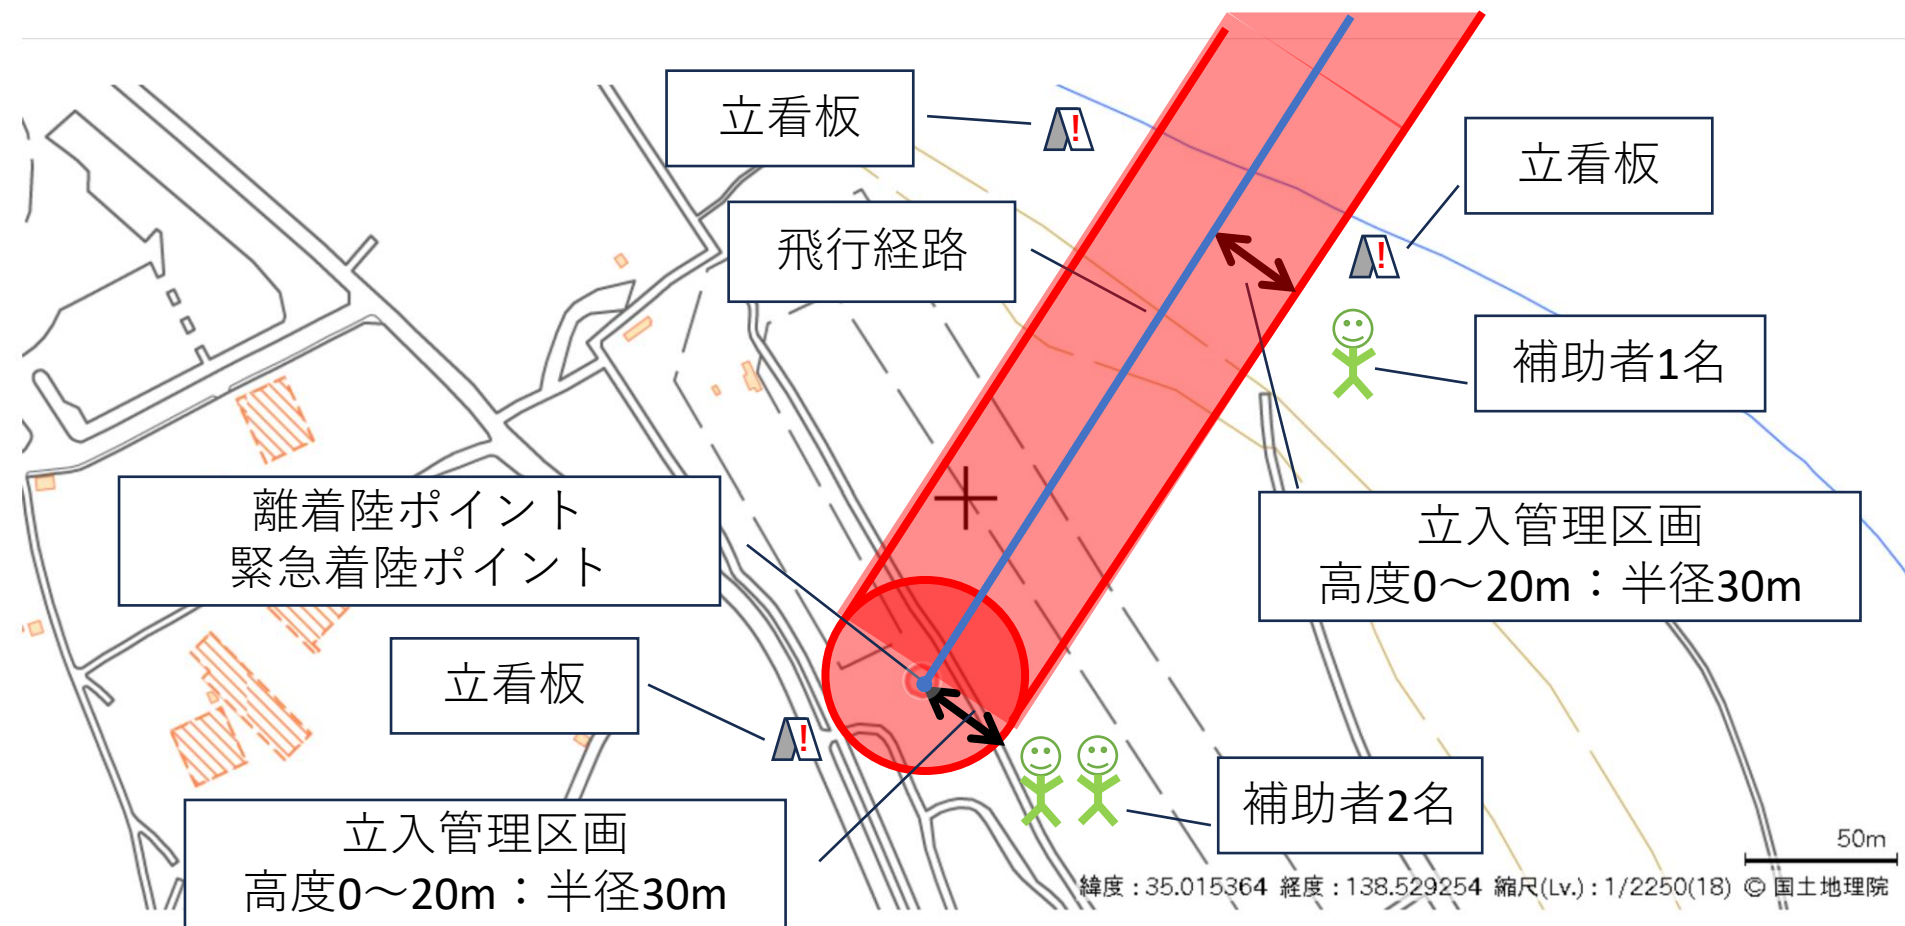 立看板
!
立看板
飛行経路
!
補助者1名
離着陸ポイント
緊急着陸ポイント
立入管理区画
高度0～20m：半径30m
立看板
!
補助者2名
立入管理区画
高度0～20m：半径30m
50m
緯度：35.015364 経度：138.529254 縮尺(Lv.)：1/2250(18) © 国土地理院